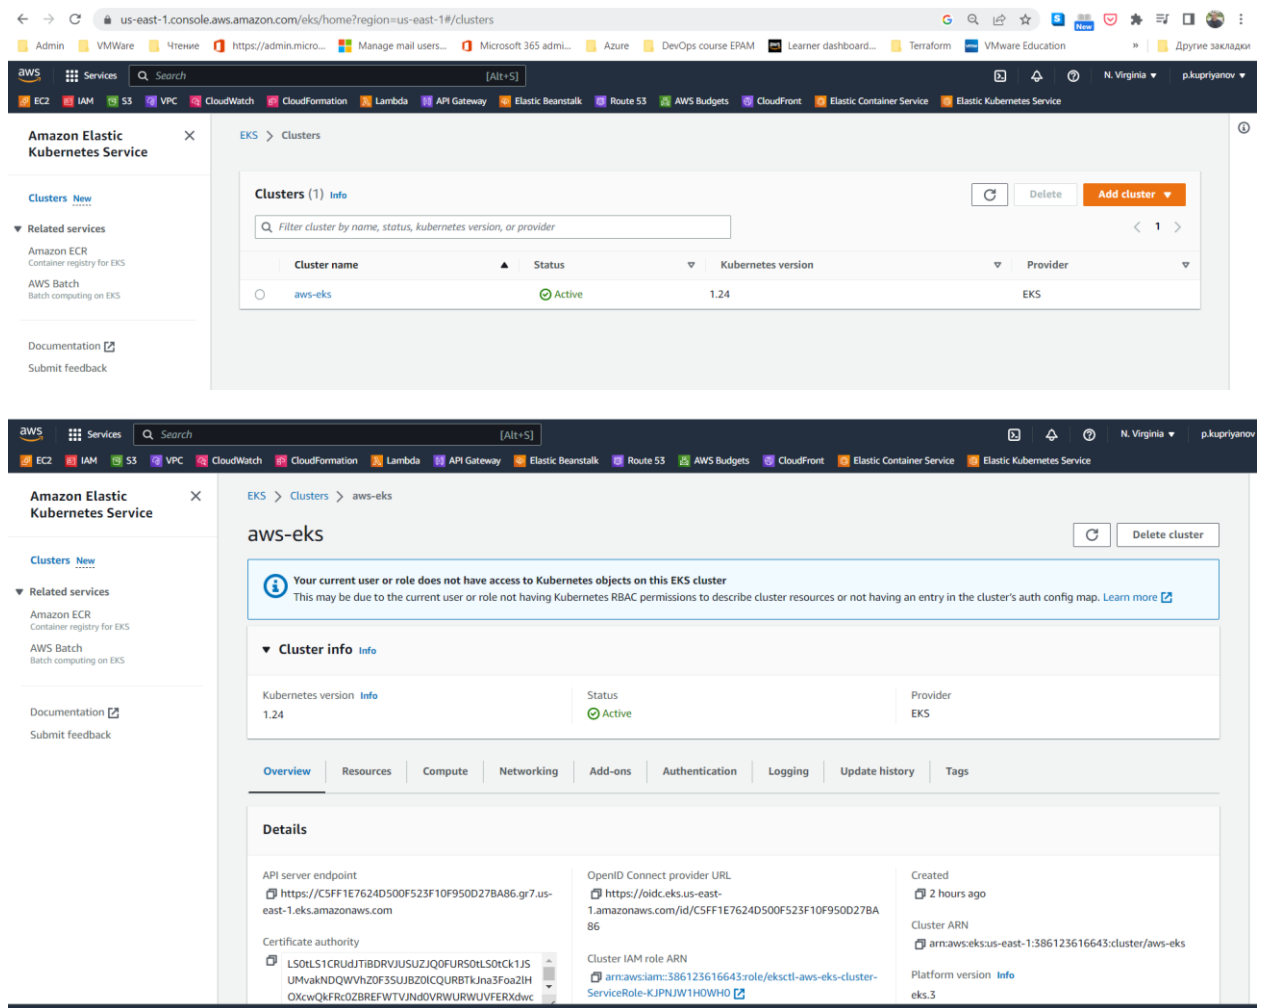 us-east-1.console.aws.amazon.com/eks/home?region=us-east-1#/clusters
New
Admin VMWare Чтение https://admin.micro... Manage mail users... Microsoft 365 admi... Azure DevOps course EPAM Learner dashboard... Terraform VMware Education » Другие закладки
aws Services Search [Alt+S] N. Virginia ▼ p.kupriyanov ▼
EC2 IAM S3 VPC CloudWatch CloudFormation Lambda API Gateway Elastic Beanstalk Route 53 AWS Budgets CloudFront Elastic Container Service Elastic Kubernetes Service
Amazon Elastic
Kubernetes Service
EKS > Clusters
Clusters (1) Info
Delete
Add cluster ▼
Clusters New
Filter cluster by name, status, kubernetes version, or provider
< 1 >
Related services
Amazon ECR
Container registry for EKS
AWS Batch
Batch computing on EKS
Cluster name Status Kubernetes version Provider
aws-eks Active 1.24 EKS
Documentation
Submit feedback
aws Services Search [Alt+S] N. Virginia ▼ p.kupriyanov
EC2 IAM S3 VPC CloudWatch CloudFormation Lambda API Gateway Elastic Beanstalk Route 53 AWS Budgets CloudFront Elastic Container Service Elastic Kubernetes Service
Amazon Elastic
Kubernetes Service
Clusters New
Related services
Amazon ECR
Container registry for EKS
AWS Batch
Batch computing on EKS
Documentation
Submit feedback
EKS > Clusters > aws-eks
aws-eks
Delete cluster
Your current user or role does not have access to Kubernetes objects on this EKS cluster
This may be due to the current user or role not having Kubernetes RBAC permissions to describe cluster resources or not having an entry in the cluster's auth config map. Learn more
Cluster info Info
Kubernetes version Info
1.24
Status
Active
Provider
EKS
Overview Resources Compute Networking Add-ons Authentication Logging Update history Tags
Details
API server endpoint
https://C5FF1E7624D500F523F10F950D27BA86.gr7.us-
east-1.eks.amazonaws.com
Certificate authority
LS0tLS1CRUdJTiBDRVJUSUZJQ0FURS0tLS0tCk1JS
UMvakNDQWVhZ0F3SUJBZ0lCQURBTkJna3Foa2lH
OXcwQkFRc0ZBREFWTVJNd0VRWURWUVFERXdwc
OpenID Connect provider URL
https://oidc.eks.us-east-
1.amazonaws.com/id/C5FF1E7624D500F523F10F950D27BA
86
Cluster IAM role ARN
arn:aws:iam::386123616643:role/eksctl-aws-eks-cluster-
ServiceRole-KJPNJW1H0WH0
Created
2 hours ago
Cluster ARN
arn:aws:eks:us-east-1:386123616643:cluster/aws-eks
Platform version Info
eks.3